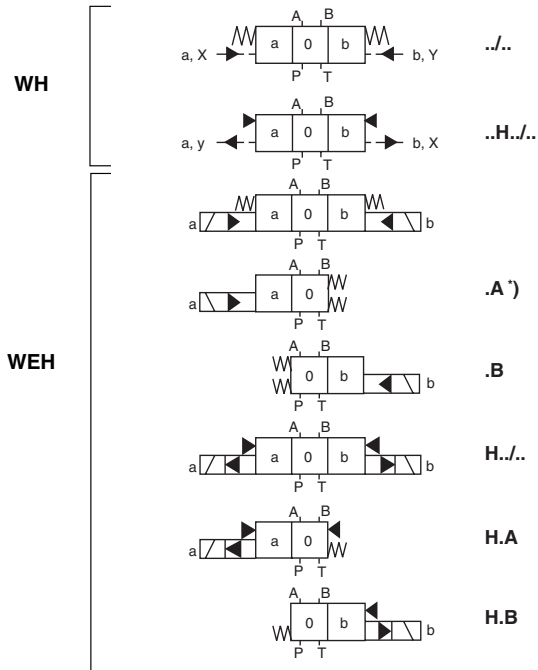 A B
a, X a 0 b b, Y ../..
P T
WH
A B
a, y a 0 b b, X ..H../..
P T
A B
a a 0 b b
P T
A B
a a 0 .A *)
P T
WEH
A B
0 b b .B
P T
A B
a a 0 b b H../..
P T
A B
a a 0 H.A
P T
A B
0 b b H.B
P T